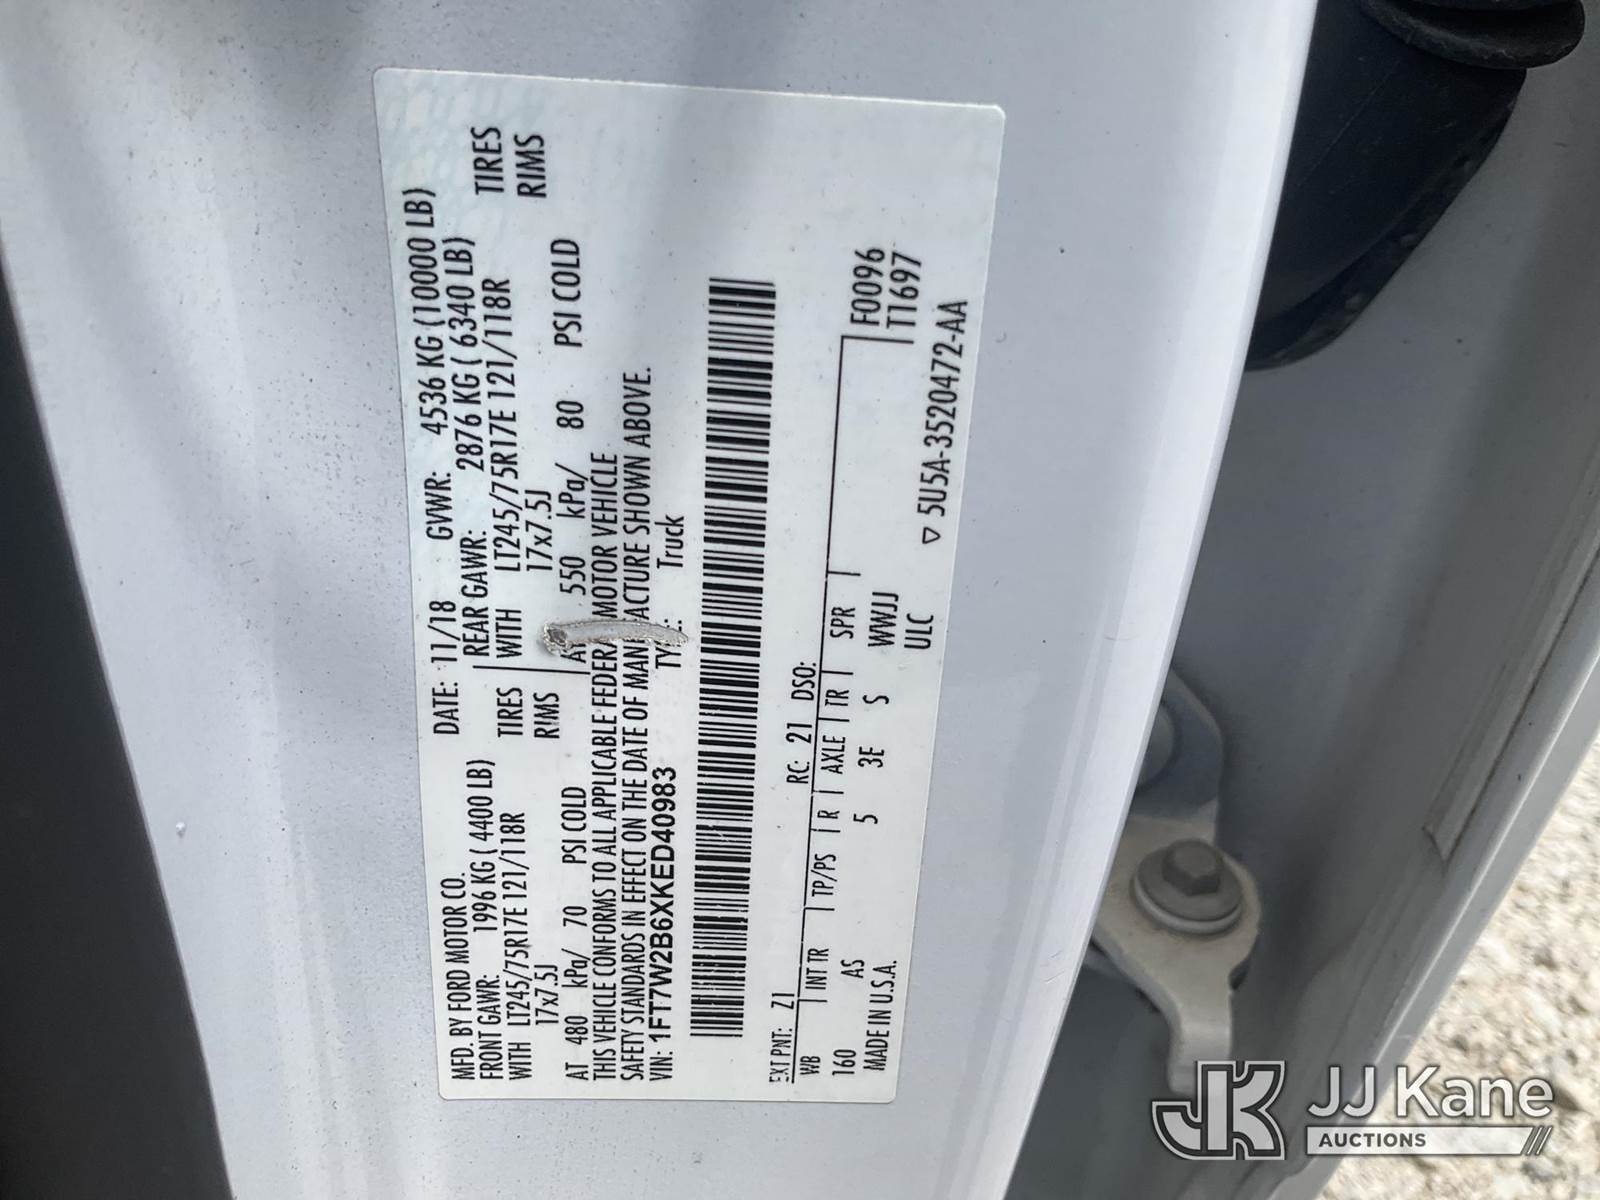 MFD. BY FORD MOTOR CO.
DATE: 11/18 GVWR: 4536 KG (10000 LB)
FRONT GAWR: 1996 KG ( 4400 LB) REAR GAWR: 2876 KG ( 6340 LB)
WITH LT245/75R17E 121/118R TIRES WITH LT245/75R17E 121/118R TIRES
17x7.5J RIMS 17x7.5J RIMS
AT 480 kPa/ 70 PSI COLD 550 kPa/ 80 PSI COLD
THIS VEHICLE CONFORMS TO ALL APPLICABLE FEDERAL MOTOR VEHICLE
SAFETY STANDARDS IN EFFECT ON THE DATE OF MANUFACTURE SHOWN ABOVE.
VIN: 1FT7W2B6XKED40983 TYPE: Truck
EXT PNT: Z1 RC: 21 DSO: F0096
WB INT TR TP/PS R AXLE TR SPR T1697
160 AS 5 3E S WWJJ
MADE IN U.S.A. ULC
▽ 5U5A-3520472-AA
JK JJ Kane
AUCTIONS